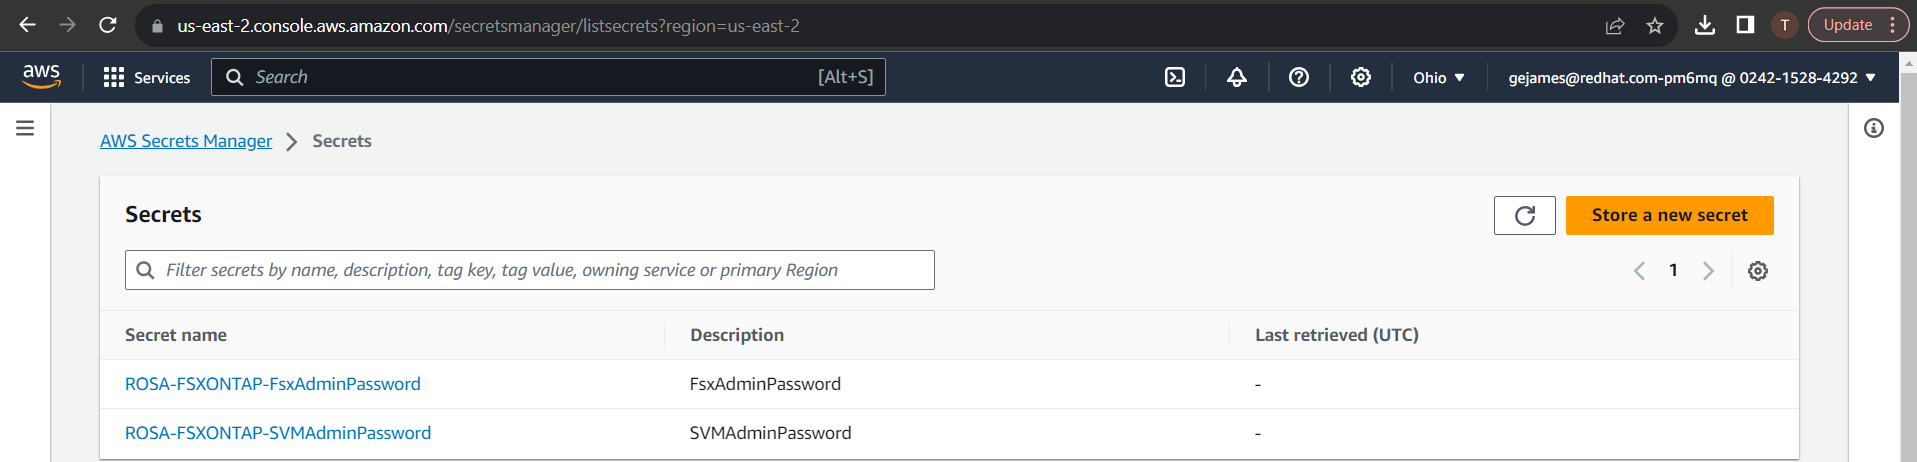 us-east-2.console.aws.amazon.com/secretsmanager/listsecrets?region=us-east-2
T
Update
aws
Services
Search
[Alt+S]
Ohio
gejames@redhat.com-pm6mq @ 0242-1528-4292
AWS Secrets Manager
Secrets
Secrets
Store a new secret
Filter secrets by name, description, tag key, tag value, owning service or primary Region
1
Secret name Description Last retrieved (UTC)
ROSA-FSXONTAP-FsxAdminPassword FsxAdminPassword -
ROSA-FSXONTAP-SVMAdminPassword SVMAdminPassword -